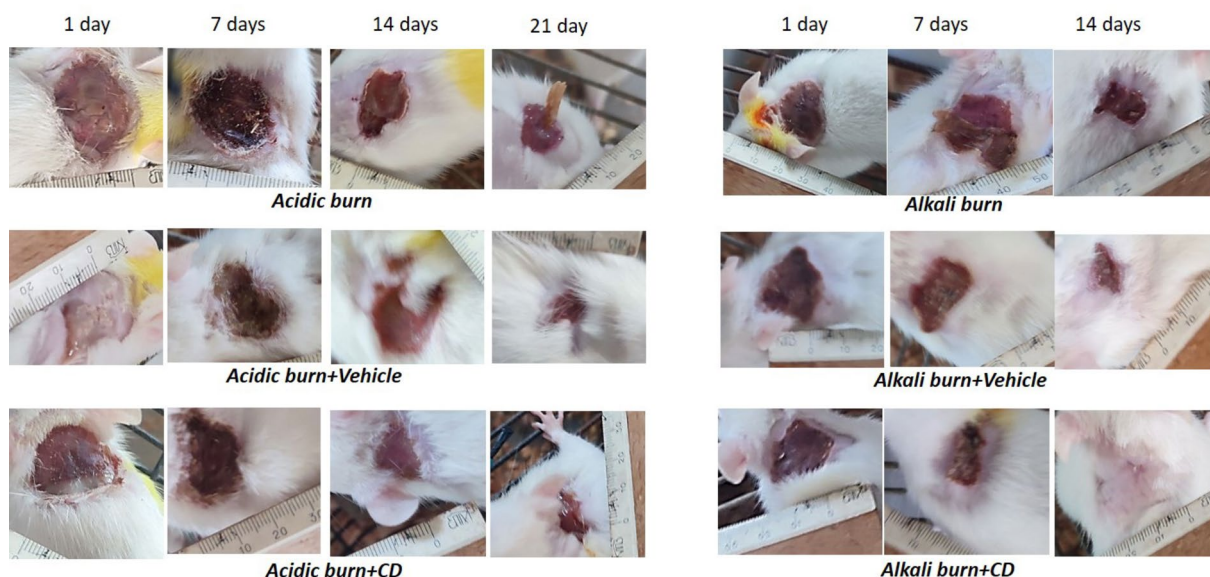 1 day 7 days 14 days 21 day 1 day 7 days 14 days
Acidic burn Alkali burn
Acidic burn+Vehicle Alkali burn+Vehicle
Acidic burn+CD Alkali burn+CD